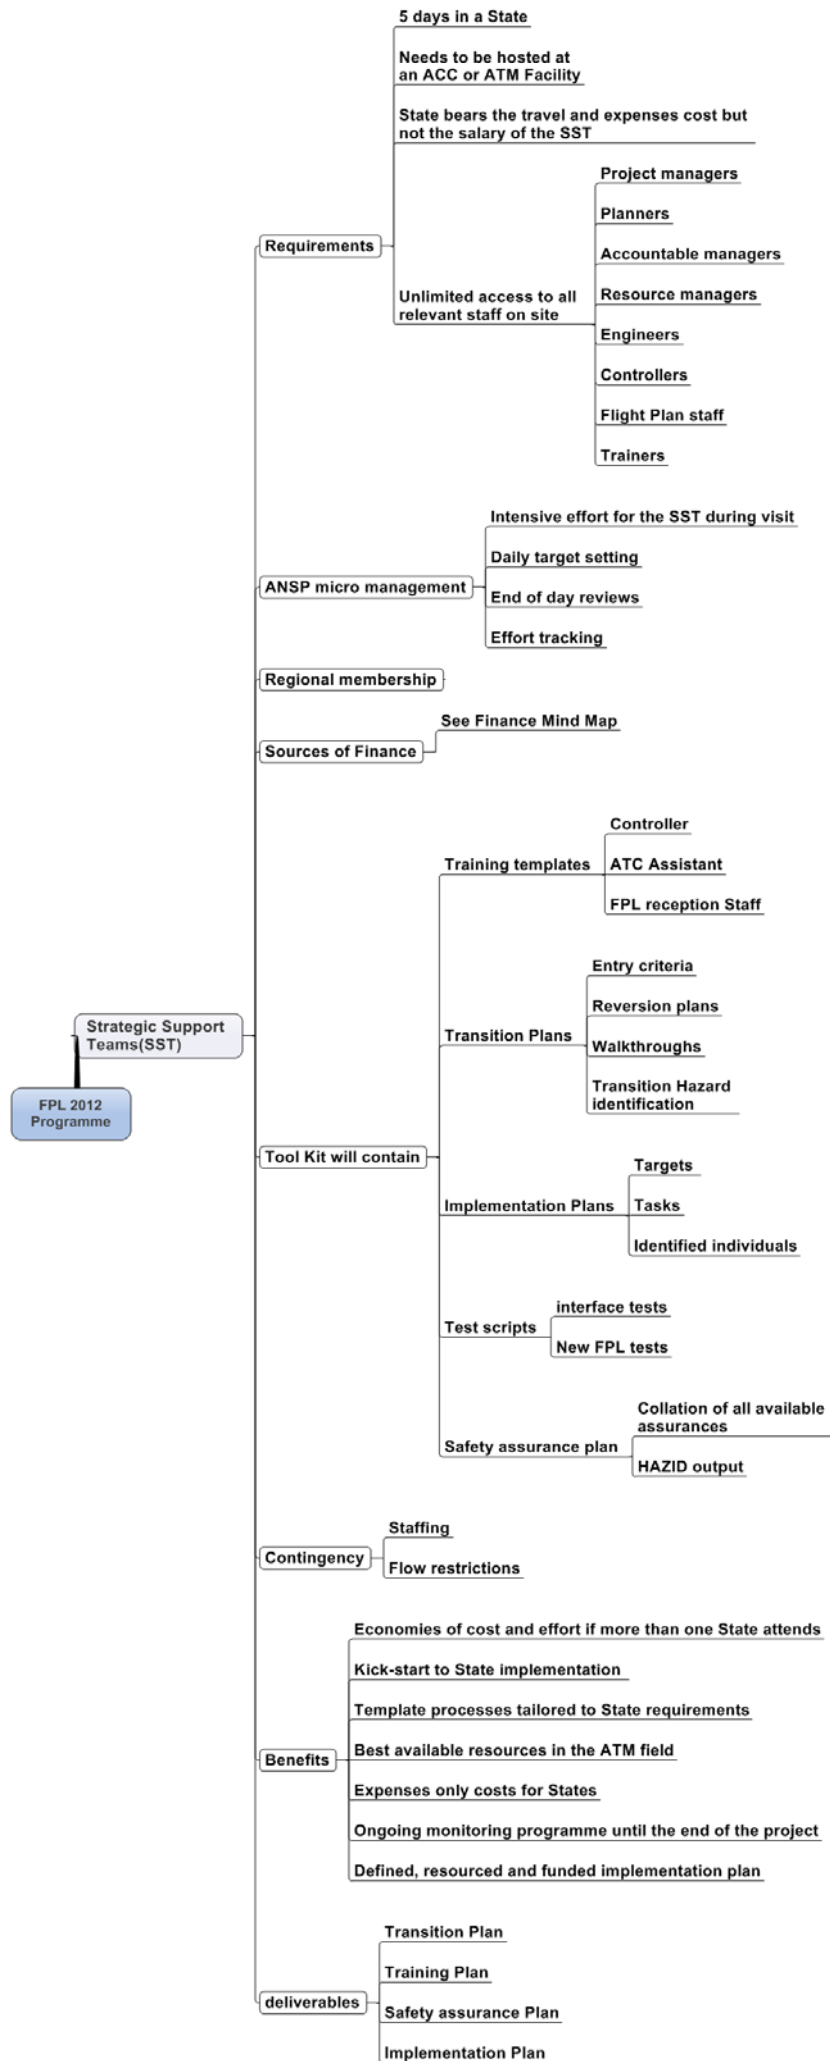 5 days in a State
Needs to be hosted at
an ACC or ATM Facility
State bears the travel and expenses cost but
not the salary of the SST
Project managers
Planners
Accountable managers
Requirements
Resource managers
Unlimited access to all
relevant staff on site
Engineers
Controllers
Flight Plan staff
Trainers
Intensive effort for the SST during visit
Daily target setting
ANSP micro management
End of day reviews
Effort tracking
Regional membership
See Finance Mind Map
Sources of Finance
Controller
Training templates
ATC Assistant
FPL reception Staff
Entry criteria
Reversion plans
Strategic Support
Teams(SST)
Transition Plans
Walkthroughs
Transition Hazard
identification
FPL 2012
Programme
Tool Kit will contain
Targets
Implementation Plans
Tasks
Identified individuals
interface tests
Test scripts
New FPL tests
Collation of all available
assurances
Safety assurance plan
HAZID output
Staffing
Contingency
Flow restrictions
Economies of cost and effort if more than one State attends
Kick-start to State implementation
Template processes tailored to State requirements
Benefits
Best available resources in the ATM field
Expenses only costs for States
Ongoing monitoring programme until the end of the project
Defined, resourced and funded implementation plan
Transition Plan
Training Plan
deliverables
Safety assurance Plan
Implementation Plan